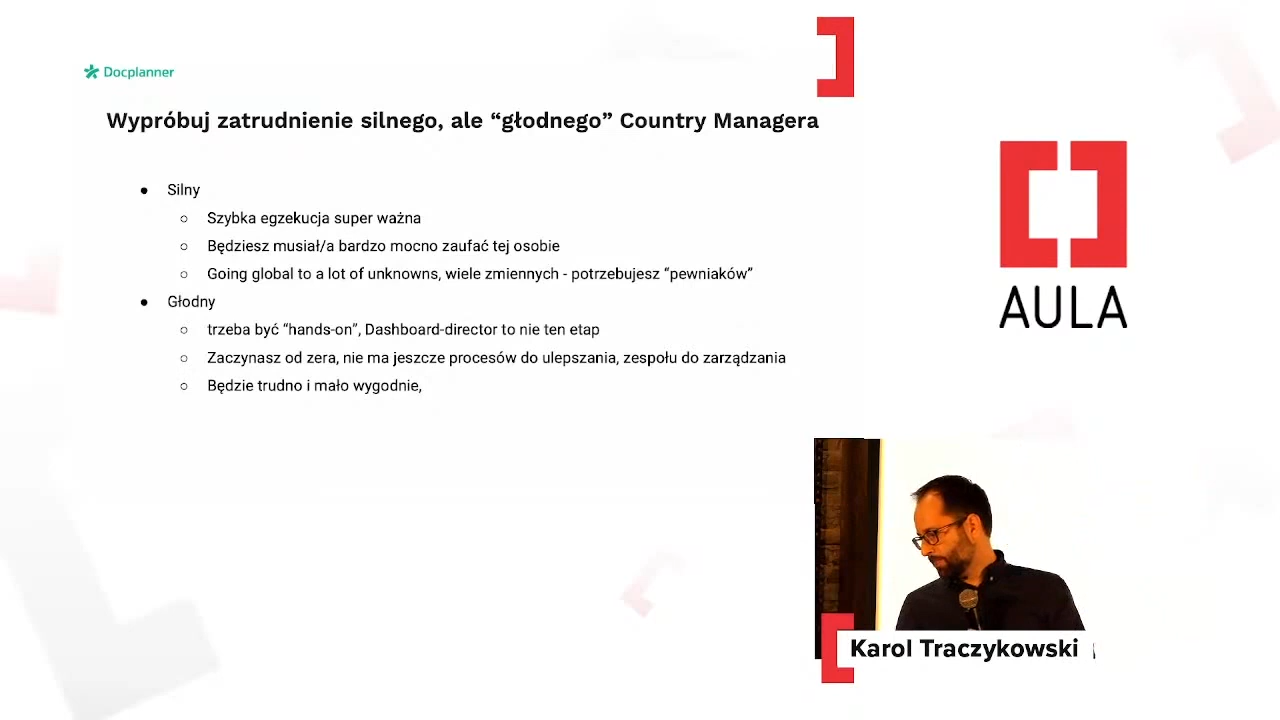 Docplanner
Wypróbuj zatrudnienie silnego, ale “głodnego” Country Managera
● Silny
○ Szybka egzekucja super ważna
○ Będziesz musiał/a bardzo mocno zaufać tej osobie
○ Going global to a lot of unknowns, wiele zmiennych - potrzebujesz “pewniaków”
● Głodny
○ trzeba być “hands-on”, Dashboard-director to nie ten etap
○ Zaczynasz od zera, nie ma jeszcze procesów do ulepszania, zespołu do zarządzania
○ Będzie trudno i mało wygodnie,
AULA
Karol Traczykowski